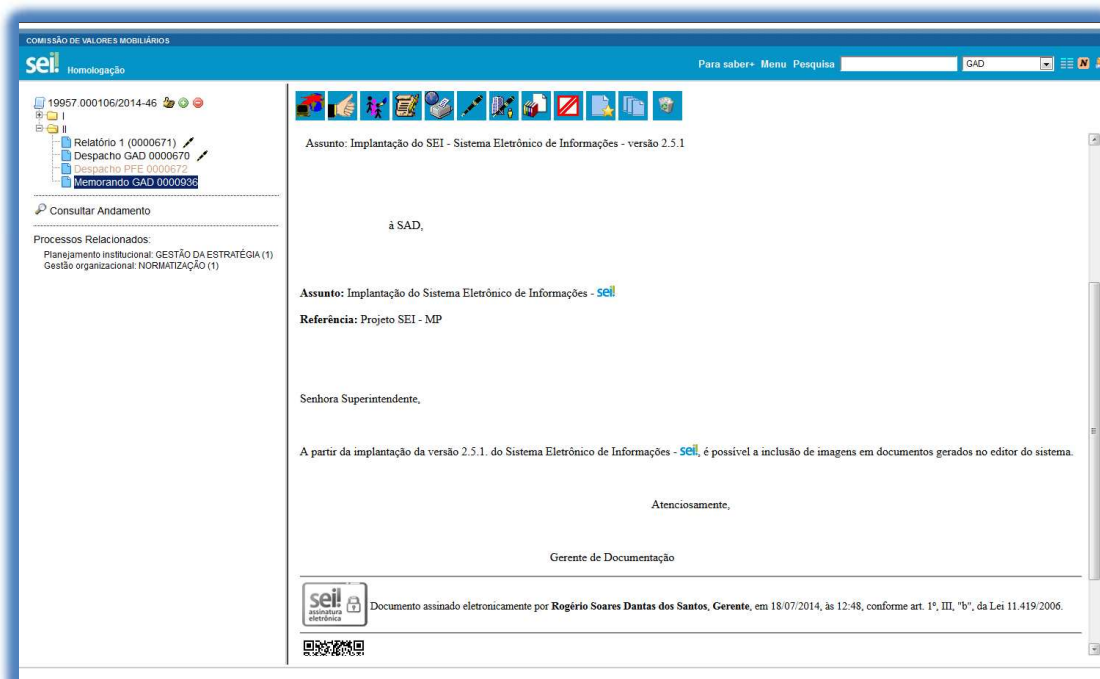 COMISSÃO DE VALORES MOBILIÁRIOS
sei! Homologação
Para saber+ Menu Pesquisa
GAD
N
19957.000106/2014-46
I
II
Relatório 1 (0000671)
Despacho GAD 0000670
Despacho PFE 0000672
Memorando GAD 0000936
Consultar Andamento
Processos Relacionados:
Planejamento institucional: GESTÃO DA ESTRATÉGIA (1)
Gestão organizacional: NORMATIZAÇÃO (1)
Assunto: Implantação do SEI - Sistema Eletrônico de Informações - versão 2.5.1
à SAD,
Assunto: Implantação do Sistema Eletrônico de Informações - sei!
Referência: Projeto SEI - MP
Senhora Superintendente,
A partir da implantação da versão 2.5.1. do Sistema Eletrônico de Informações - sei!, é possível a inclusão de imagens em documentos gerados no editor do sistema.
Atenciosamente,
Gerente de Documentação
sei!
assinatura
eletrônica
Documento assinado eletronicamente por Rogério Soares Dantas dos Santos, Gerente, em 18/07/2014, às 12:48, conforme art. 1º, III, "b", da Lei 11.419/2006.